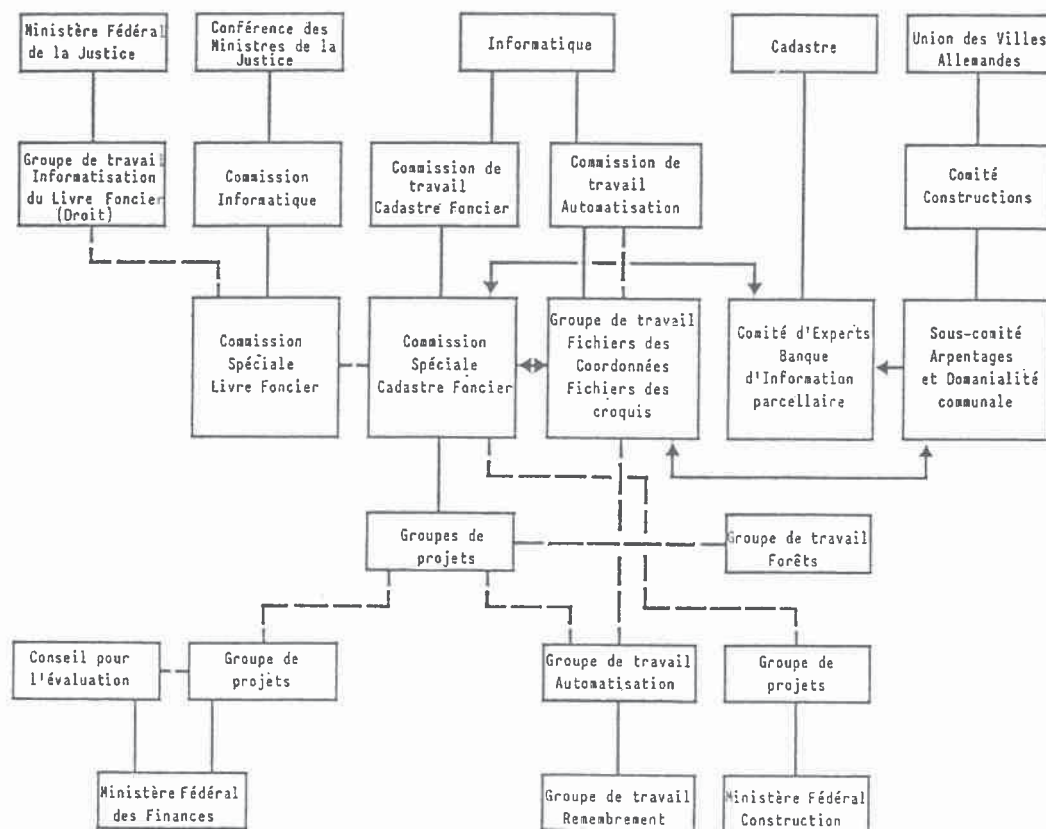 Ministère Fédéral
de la Justice
Conférence des
Ministres de la
Justice
Informatique
Cadastre
Union des Villes
Allemandes
Groupe de travail
Informatisation
du Livre Foncier
(Droit)
Commission
Informatique
Commission de
travail
Cadastre Foncier
Commission de
travail
Automatisation
Comité
Constructions
Commission
Spéciale
Livre Foncier
Commission
Spéciale
Cadastre Foncier
Groupe de travail
Fichiers des
Coordonnées
Fichiers des
croquis
Comité d'Experts
Banque
d'Information
parcellaire
Sous-comité
Arpentages
et Domanialité
communale
Groupes de
projets
Groupe de travail
Forêts
Conseil pour
l'évaluation
Groupe de
projets
Groupe de travail
Automatisation
Groupe de
projets
Ministère Fédéral
des Finances
Groupe de travail
Remembrement
Ministère Fédéral
Construction